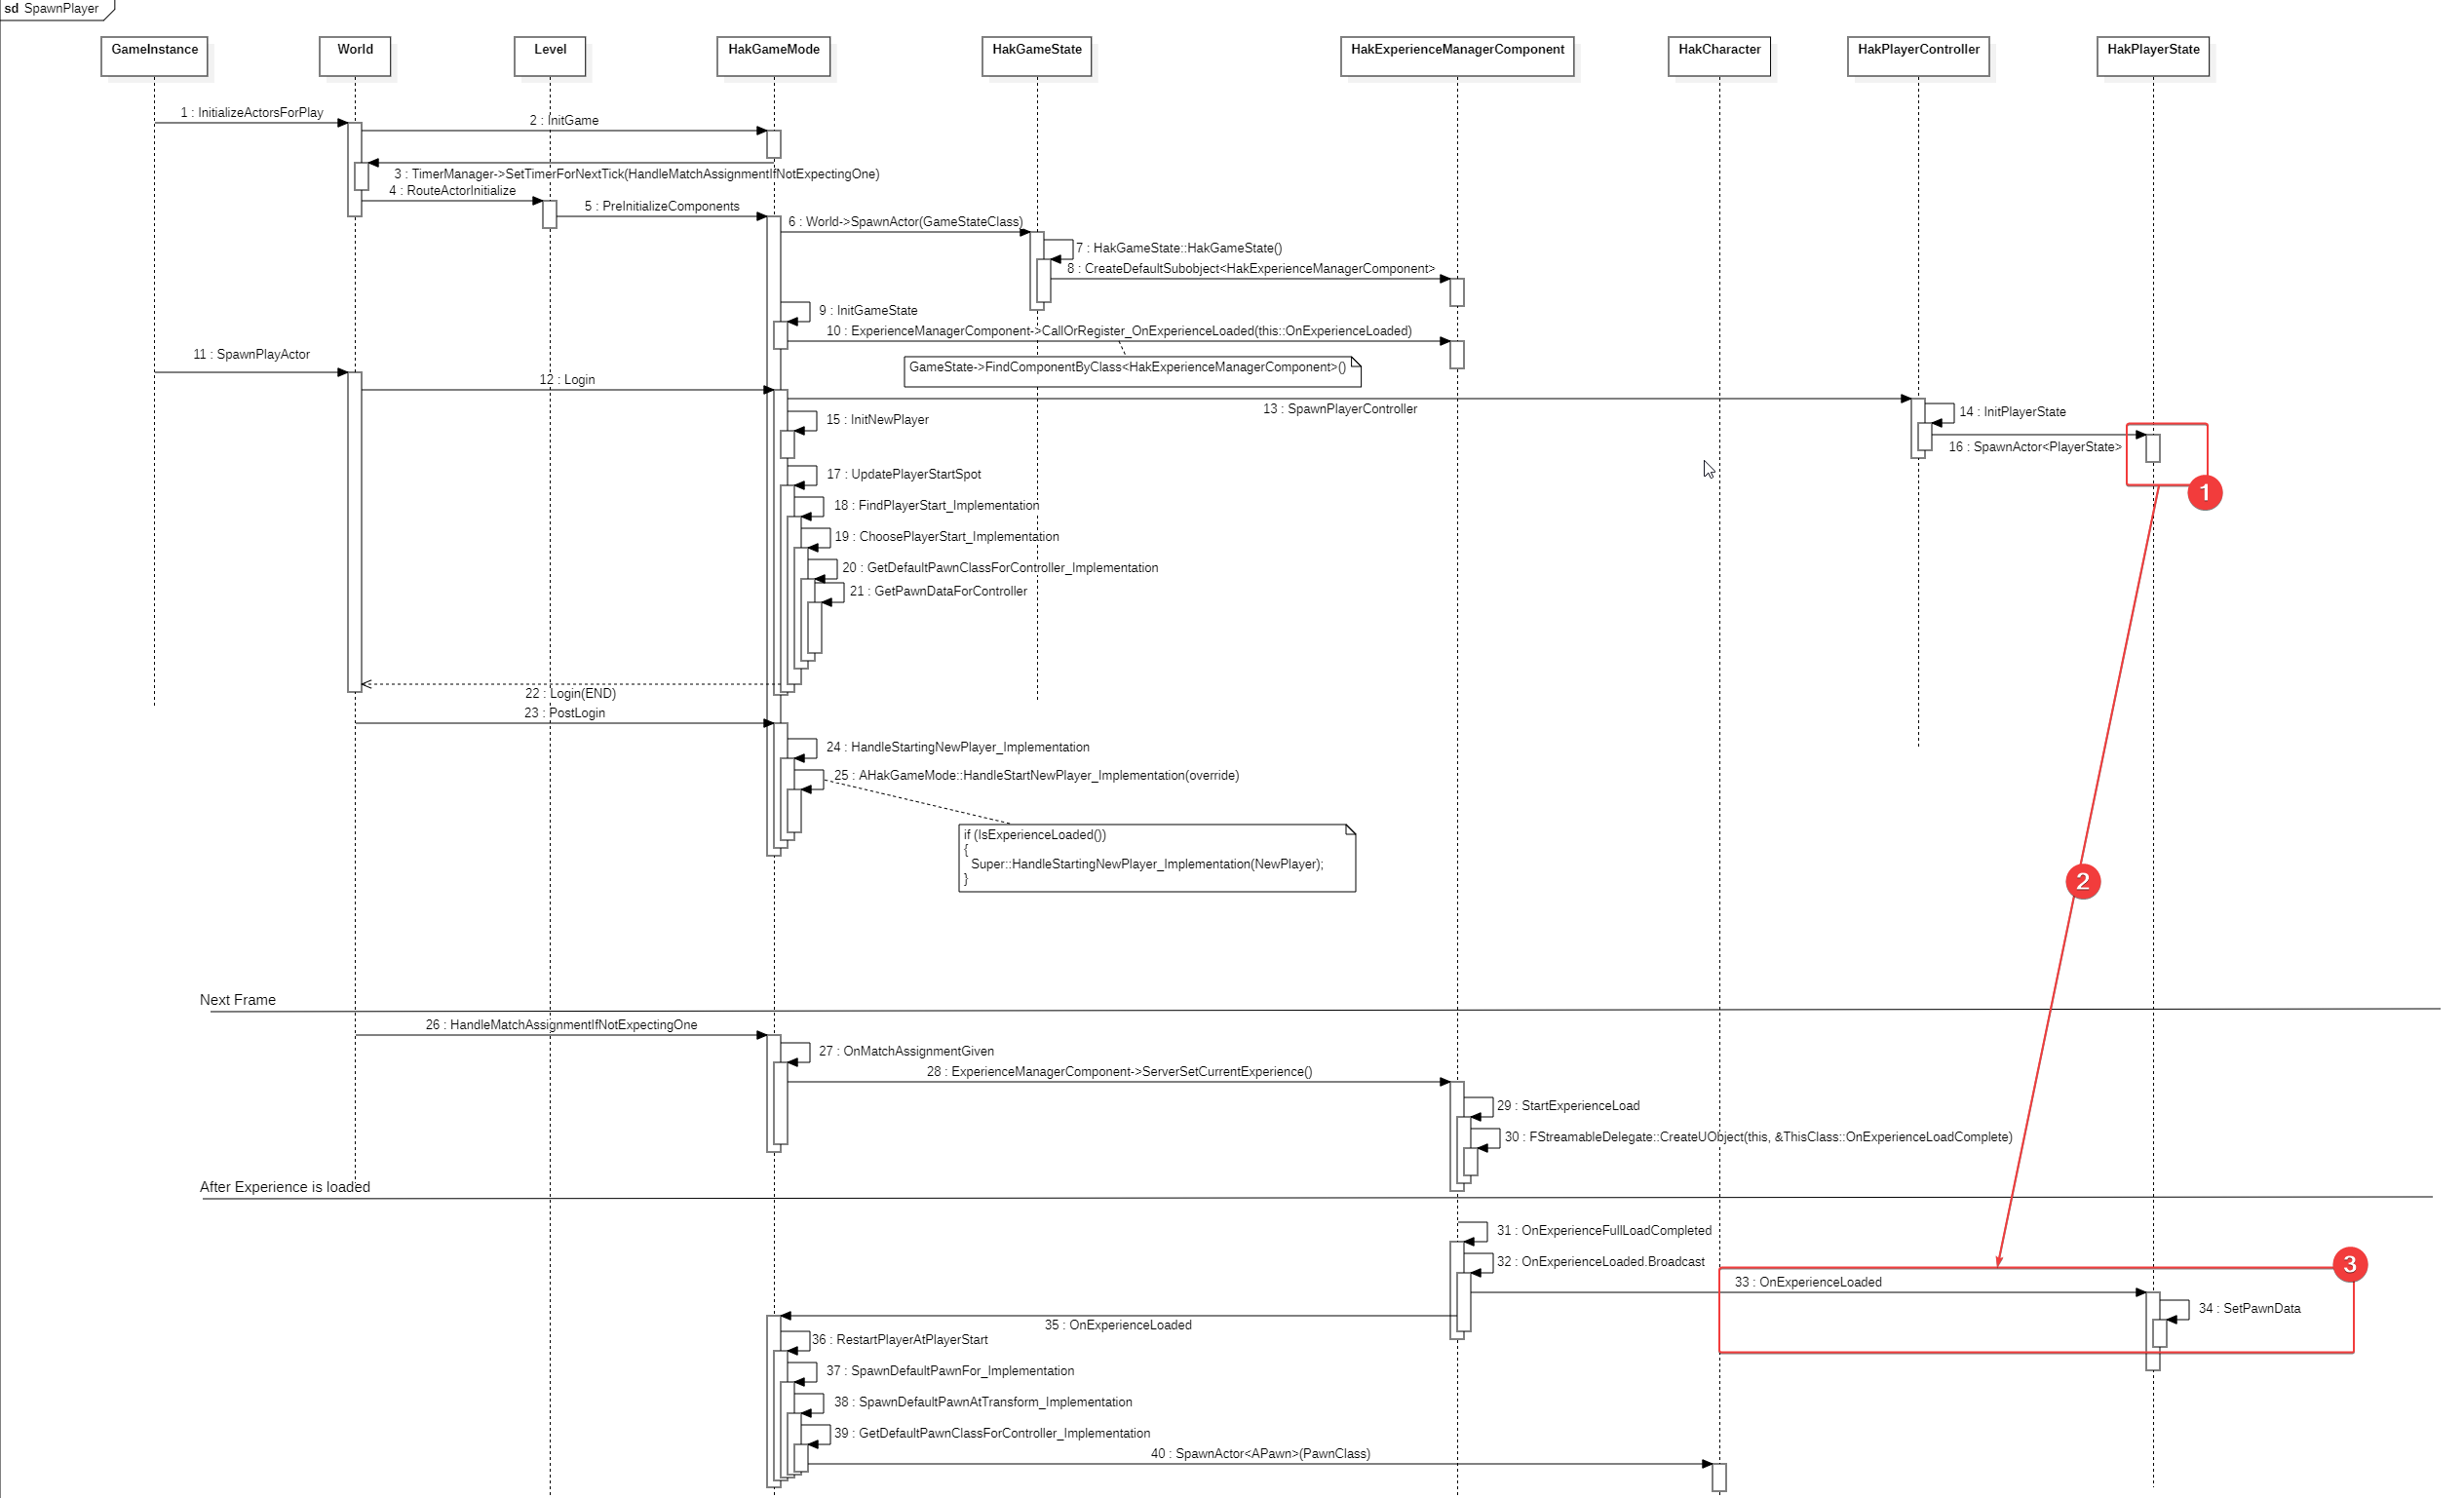 sd SpawnPlayer
GameInstance
World
Level
HakGameMode
HakGameState
HakExperienceManagerComponent
HakCharacter
HakPlayerController
HakPlayerState
1 : InitializeActorsForPlay
2 : InitGame
3 : TimerManager->SetTimerForNextTick(HandleMatchAssignmentIfNotExpectingOne)
4 : RouteActorInitialize
5 : PreInitializeComponents
6 : World->SpawnActor(GameStateClass)
7 : HakGameState::HakGameState()
8 : CreateDefaultSubobject<HakExperienceManagerComponent>
9 : InitGameState
10 : ExperienceManagerComponent->CallOrRegister_OnExperienceLoaded(this::OnExperienceLoaded)
11 : SpawnPlayActor
GameState->FindComponentByClass<HakExperienceManagerComponent>()
12 : Login
13 : SpawnPlayerController
14 : InitPlayerState
15 : InitNewPlayer
16 : SpawnActor<PlayerState>
17 : UpdatePlayerStartSpot
1
18 : FindPlayerStart_Implementation
19 : ChoosePlayerStart_Implementation
20 : GetDefaultPawnClassForController_Implementation
21 : GetPawnDataForController
22 : Login(END)
23 : PostLogin
24 : HandleStartingNewPlayer_Implementation
25 : AHakGameMode::HandleStartNewPlayer_Implementation(override)
if (IsExperienceLoaded())
{
Super::HandleStartingNewPlayer_Implementation(NewPlayer);
}
2
Next Frame
26 : HandleMatchAssignmentIfNotExpectingOne
27 : OnMatchAssignmentGiven
28 : ExperienceManagerComponent->ServerSetCurrentExperience()
29 : StartExperienceLoad
30 : FStreamableDelegate::CreateUObject(this, &ThisClass::OnExperienceLoadComplete)
After Experience is loaded
31 : OnExperienceFullLoadCompleted
32 : OnExperienceLoaded.Broadcast
3
33 : OnExperienceLoaded
34 : SetPawnData
35 : OnExperienceLoaded
36 : RestartPlayerAtPlayerStart
37 : SpawnDefaultPawnFor_Implementation
38 : SpawnDefaultPawnAtTransform_Implementation
39 : GetDefaultPawnClassForController_Implementation
40 : SpawnActor<APawn>(PawnClass)